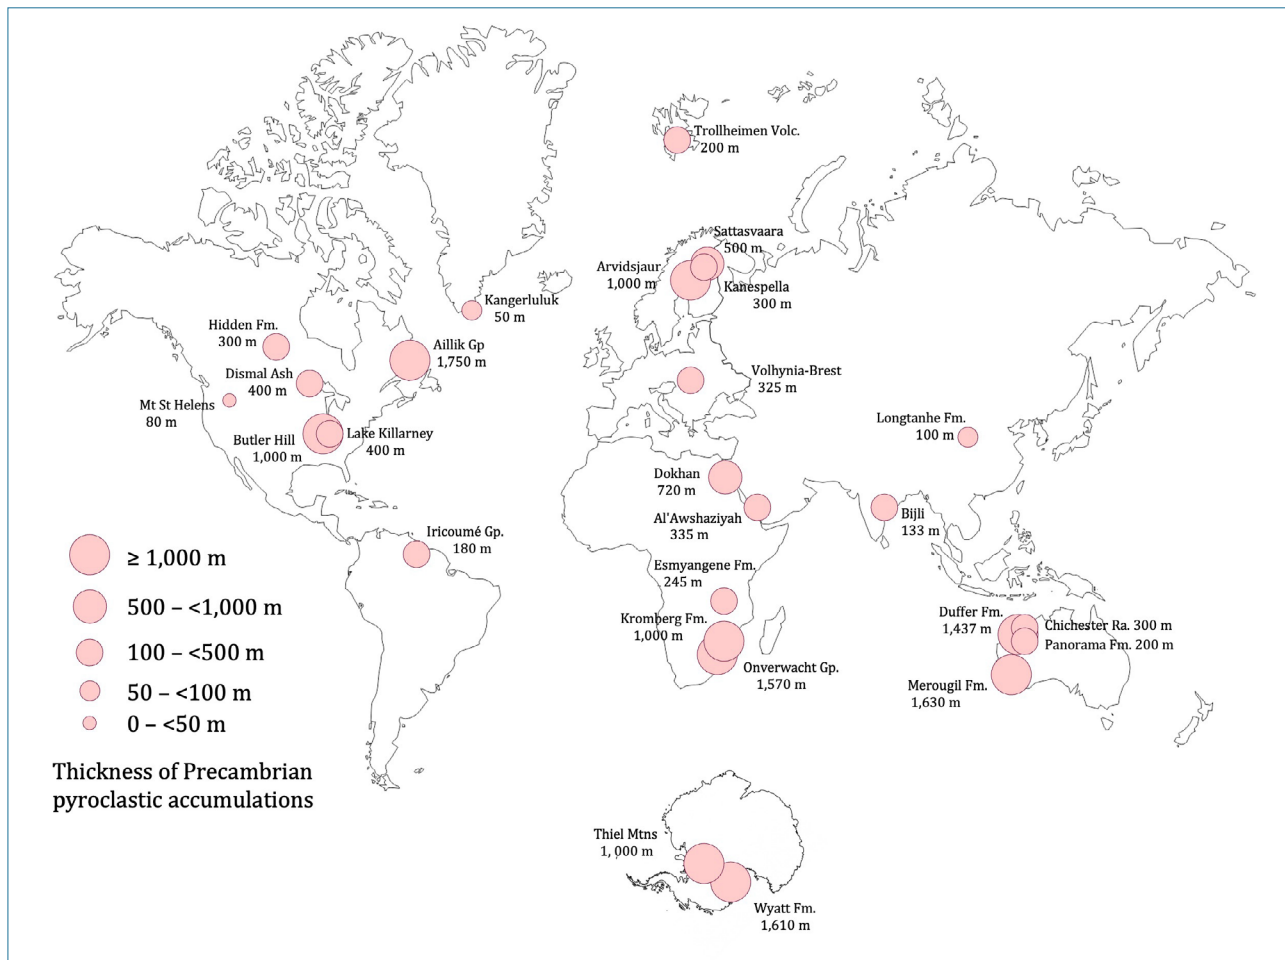 Trollheimen Volc.
200 m
Sattasvaara
500 m
Arvidsjaur
1,000 m
Kanespella
300 m
Kangerluluk
50 m
Hidden Fm.
300 m
Aillik Gp
1,750 m
Dismal Ash
400 m
Mt St Helens
80 m
Butler Hill
1,000 m
Lake Killarney
400 m
Volhynia-Brest
325 m
Longtanhe Fm.
100 m
Dokhan
720 m
Al'Awshaziyah
335 m
Bijli
133 m
Iricoumé Gp.
180 m
Esmyangene Fm.
245 m
Kromberg Fm.
1,000 m
Onverwacht Gp.
1,570 m
Duffer Fm.
1,437 m
Chichester Ra. 300 m
Panorama Fm. 200 m
Merougil Fm.
1,630 m
≥ 1,000 m
500 – <1,000 m
100 – <500 m
50 – <100 m
0 – <50 m
Thickness of Precambrian
pyroclastic accumulations
Thiel Mtns
1, 000 m
Wyatt Fm.
1,610 m